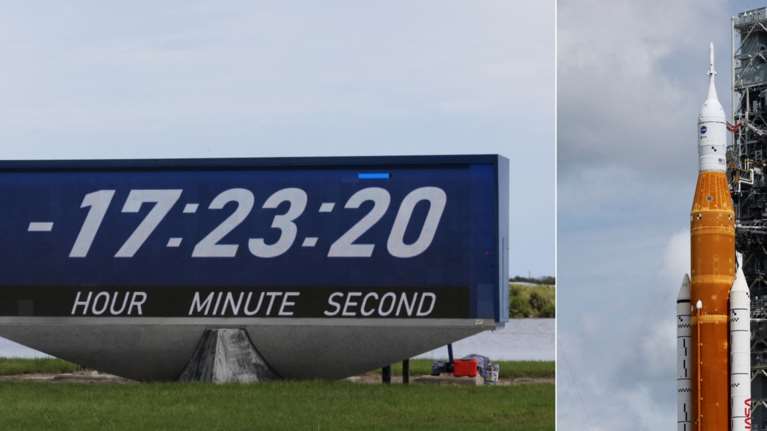 -17:23:20
HOUR MINUTE SECOND
NASA